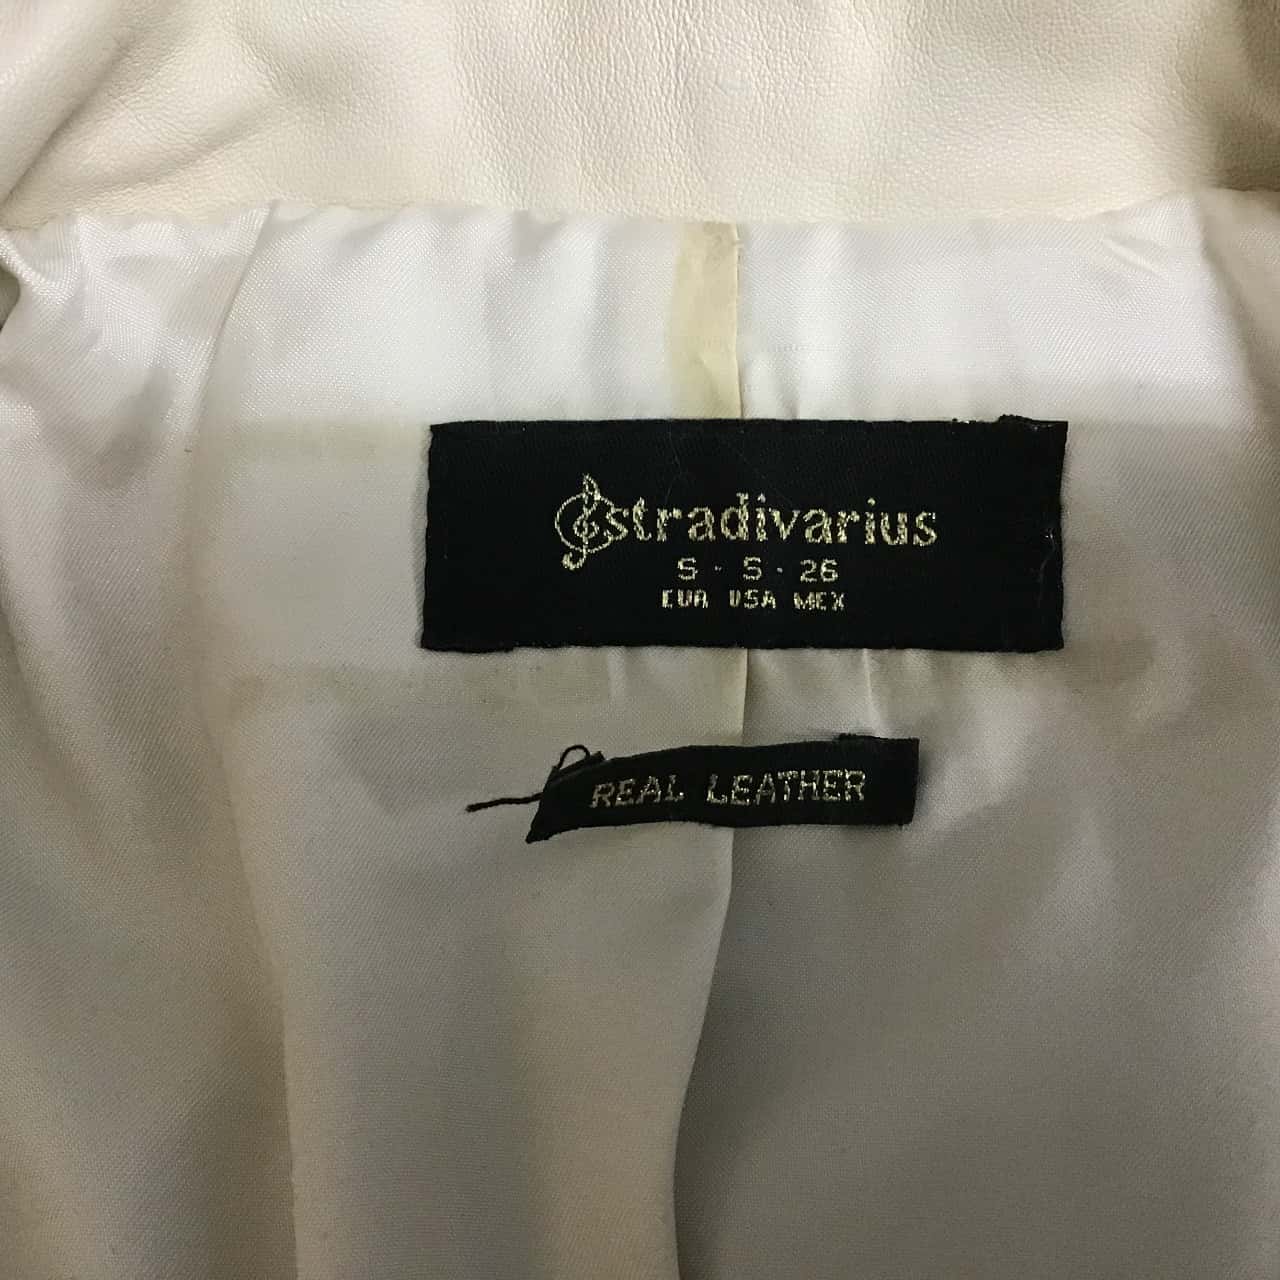 stradivarius
S · S · 26
EUR USA MEX
REAL LEATHER